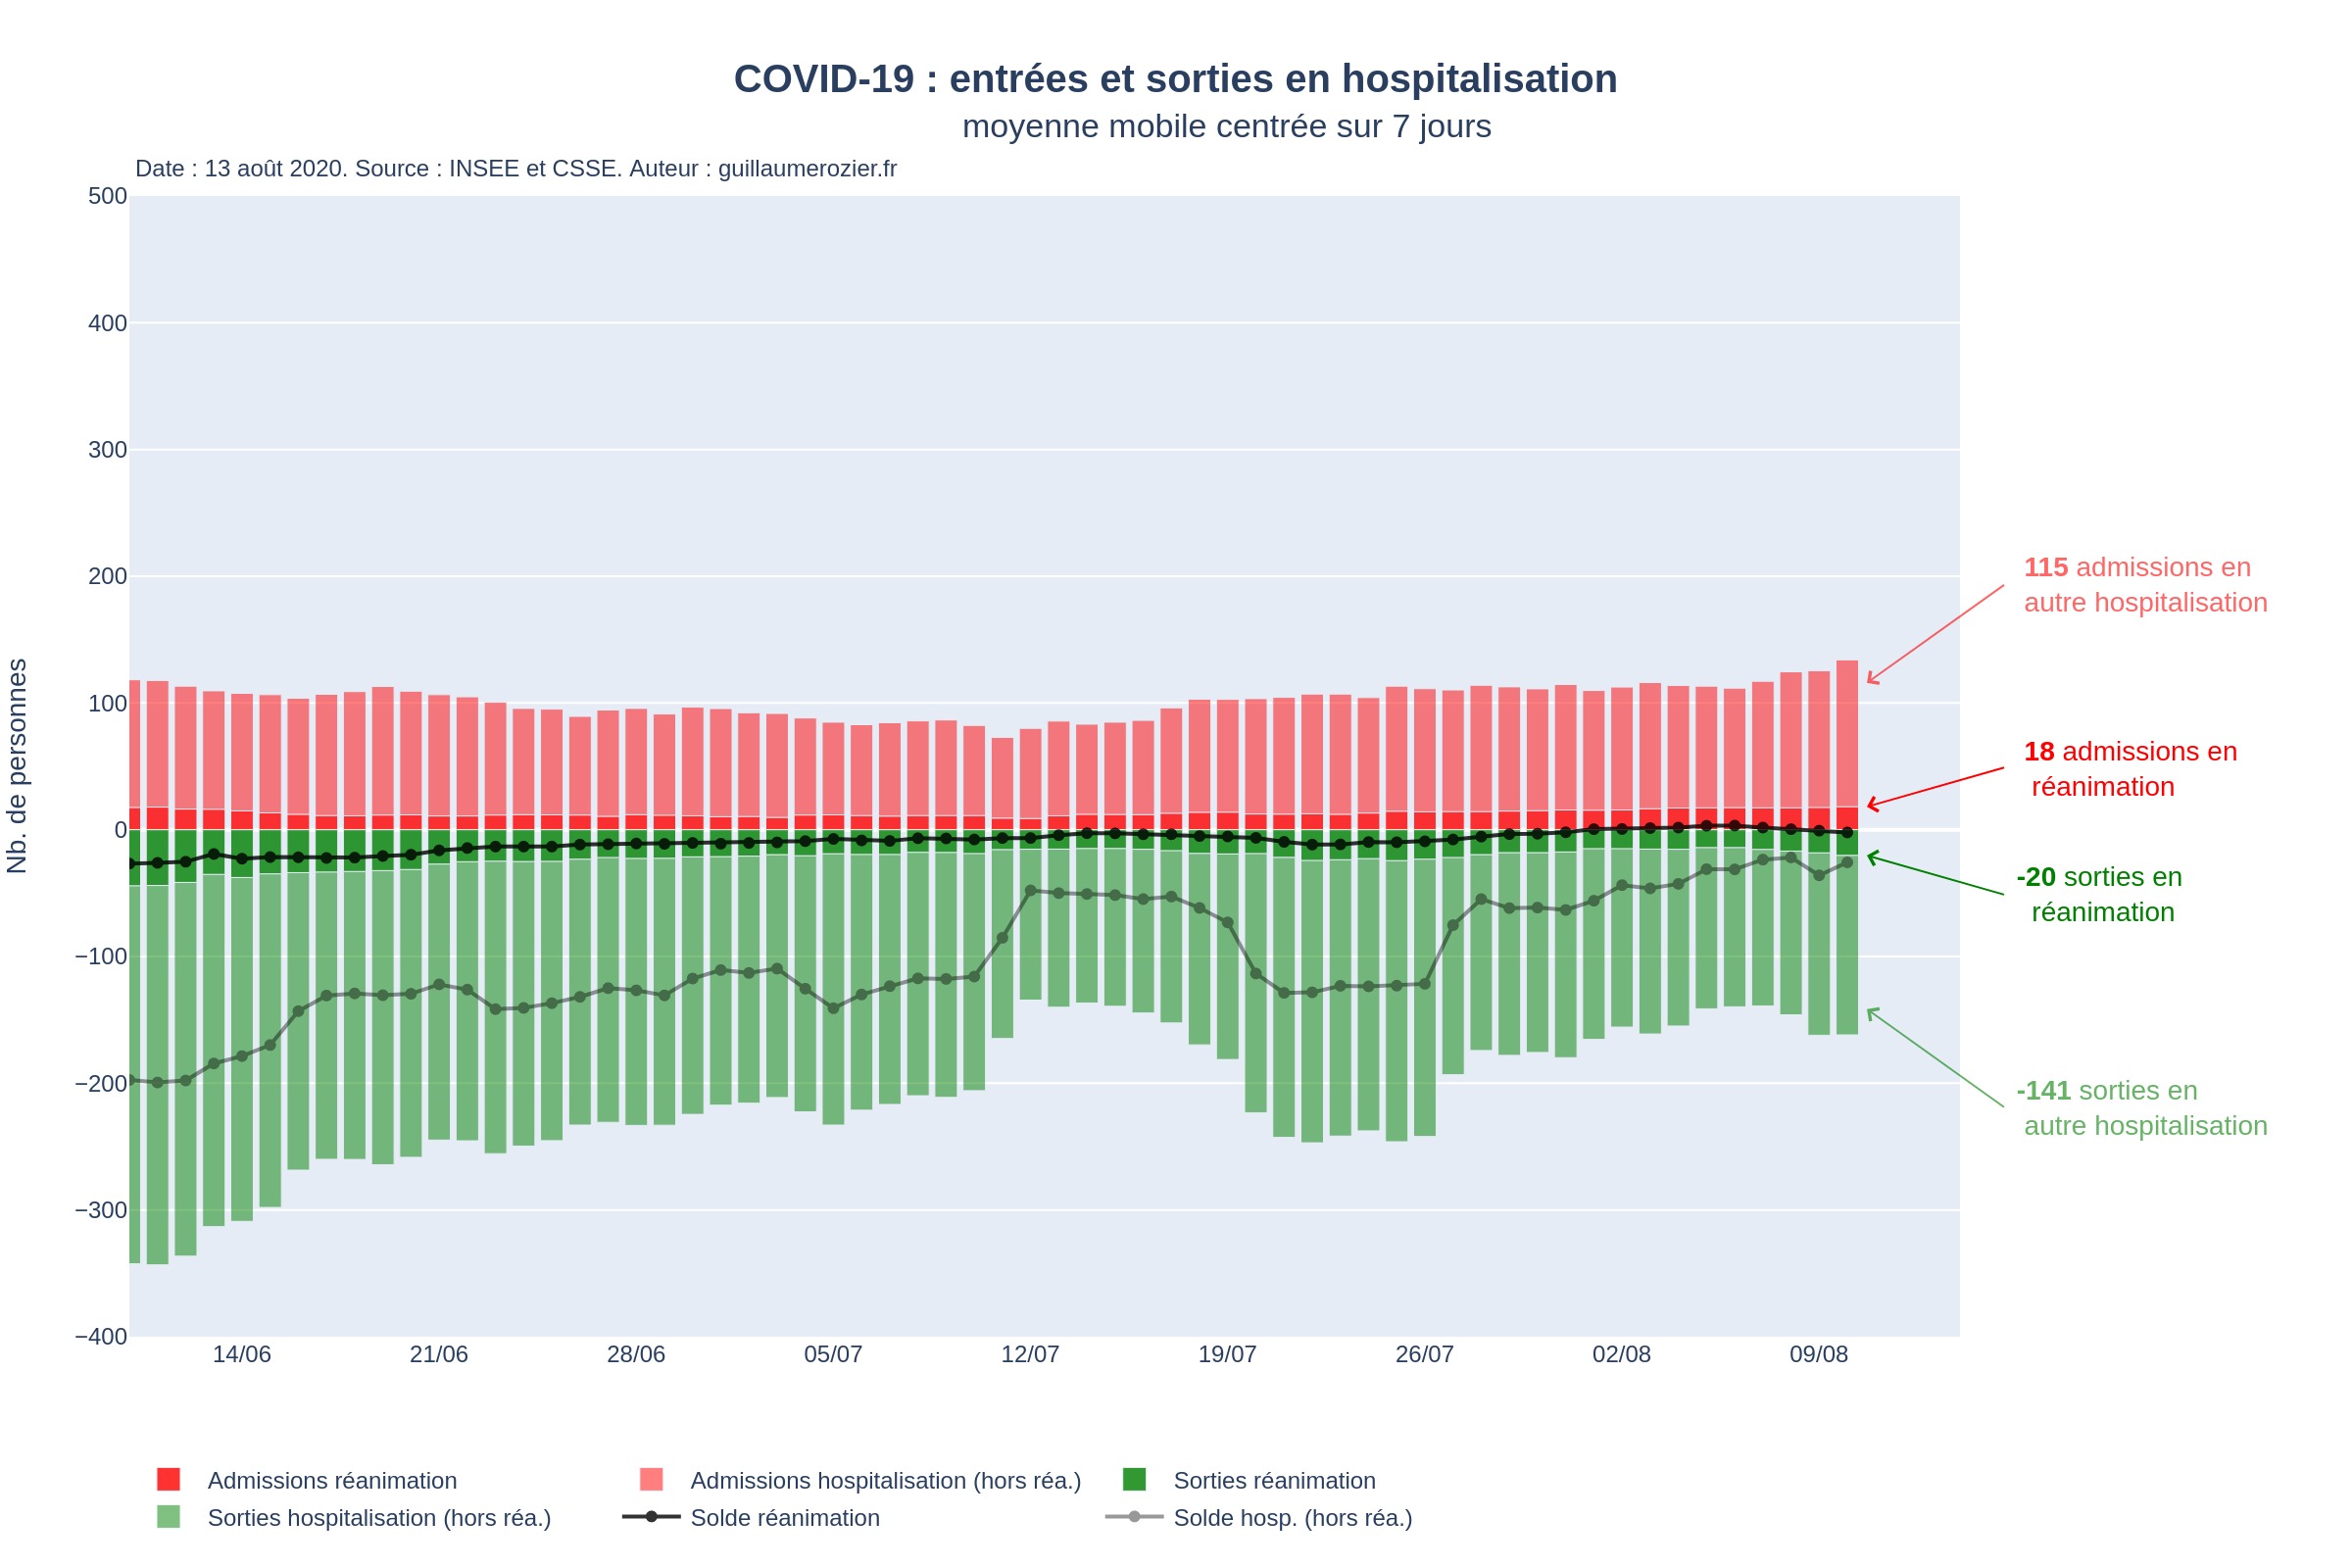 COVID-19 : entrées et sorties en hospitalisation
moyenne mobile centrée sur 7 jours
Date : 13 août 2020. Source : INSEE et CSSE. Auteur : guillaumerozier.fr
Nb. de personnes
500
400
300
200
100
0
−100
−200
−300
−400
14/06
21/06
28/06
05/07
12/07
19/07
26/07
02/08
09/08
115 admissions en
autre hospitalisation
18 admissions en
réanimation
-20 sorties en
réanimation
-141 sorties en
autre hospitalisation
Admissions réanimation
Admissions hospitalisation (hors réa.)
Sorties réanimation
Sorties hospitalisation (hors réa.)
Solde réanimation
Solde hosp. (hors réa.)